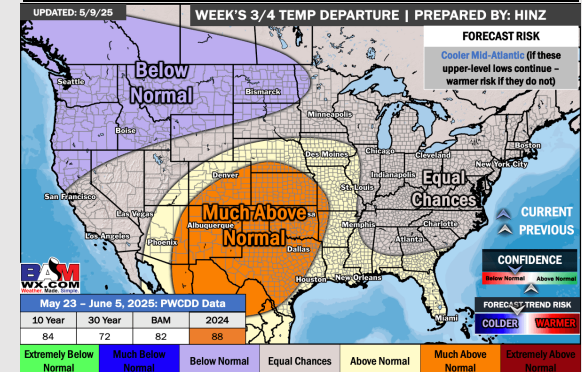 UPDATED: 5/9/25
WEEK'S 3/4 TEMP DEPARTURE | PREPARED BY: HINZ
FORECAST RISK
Cooler Mid-Atlantic (if these
upper-level lows continue –
warmer risk if they do not)
Below
Normal
Seattle
Bismarck
Minneapolis
Boise
Boston
Des Moines
Chicago
Cleveland
New York City
Denver
Indianapolis
St. Louis
Equal
Chances
San Francisco
Much Above
Normal
Las Vegas
Albuquerque
sa
Memphis
Charlotte
CURRENT
PREVIOUS
Los Angeles
Phoenix
Dallas
Atlanta
CONFIDENCE
Below Normal
Above Normal
Houston
New Orleans
BAM
WX.COM
Weather. Made. Simple.
May 23 – June 5, 2025: PWCDD Data
10 Year 30 Year BAM 2024
84 72 82 88
FORECAST TREND RISK
COLDER WARMER
Miami
Extremely Below
Normal
Much Below
Normal
Below Normal
Equal Chances
Above Normal
Much Above
Normal
Extremely Above
Normal